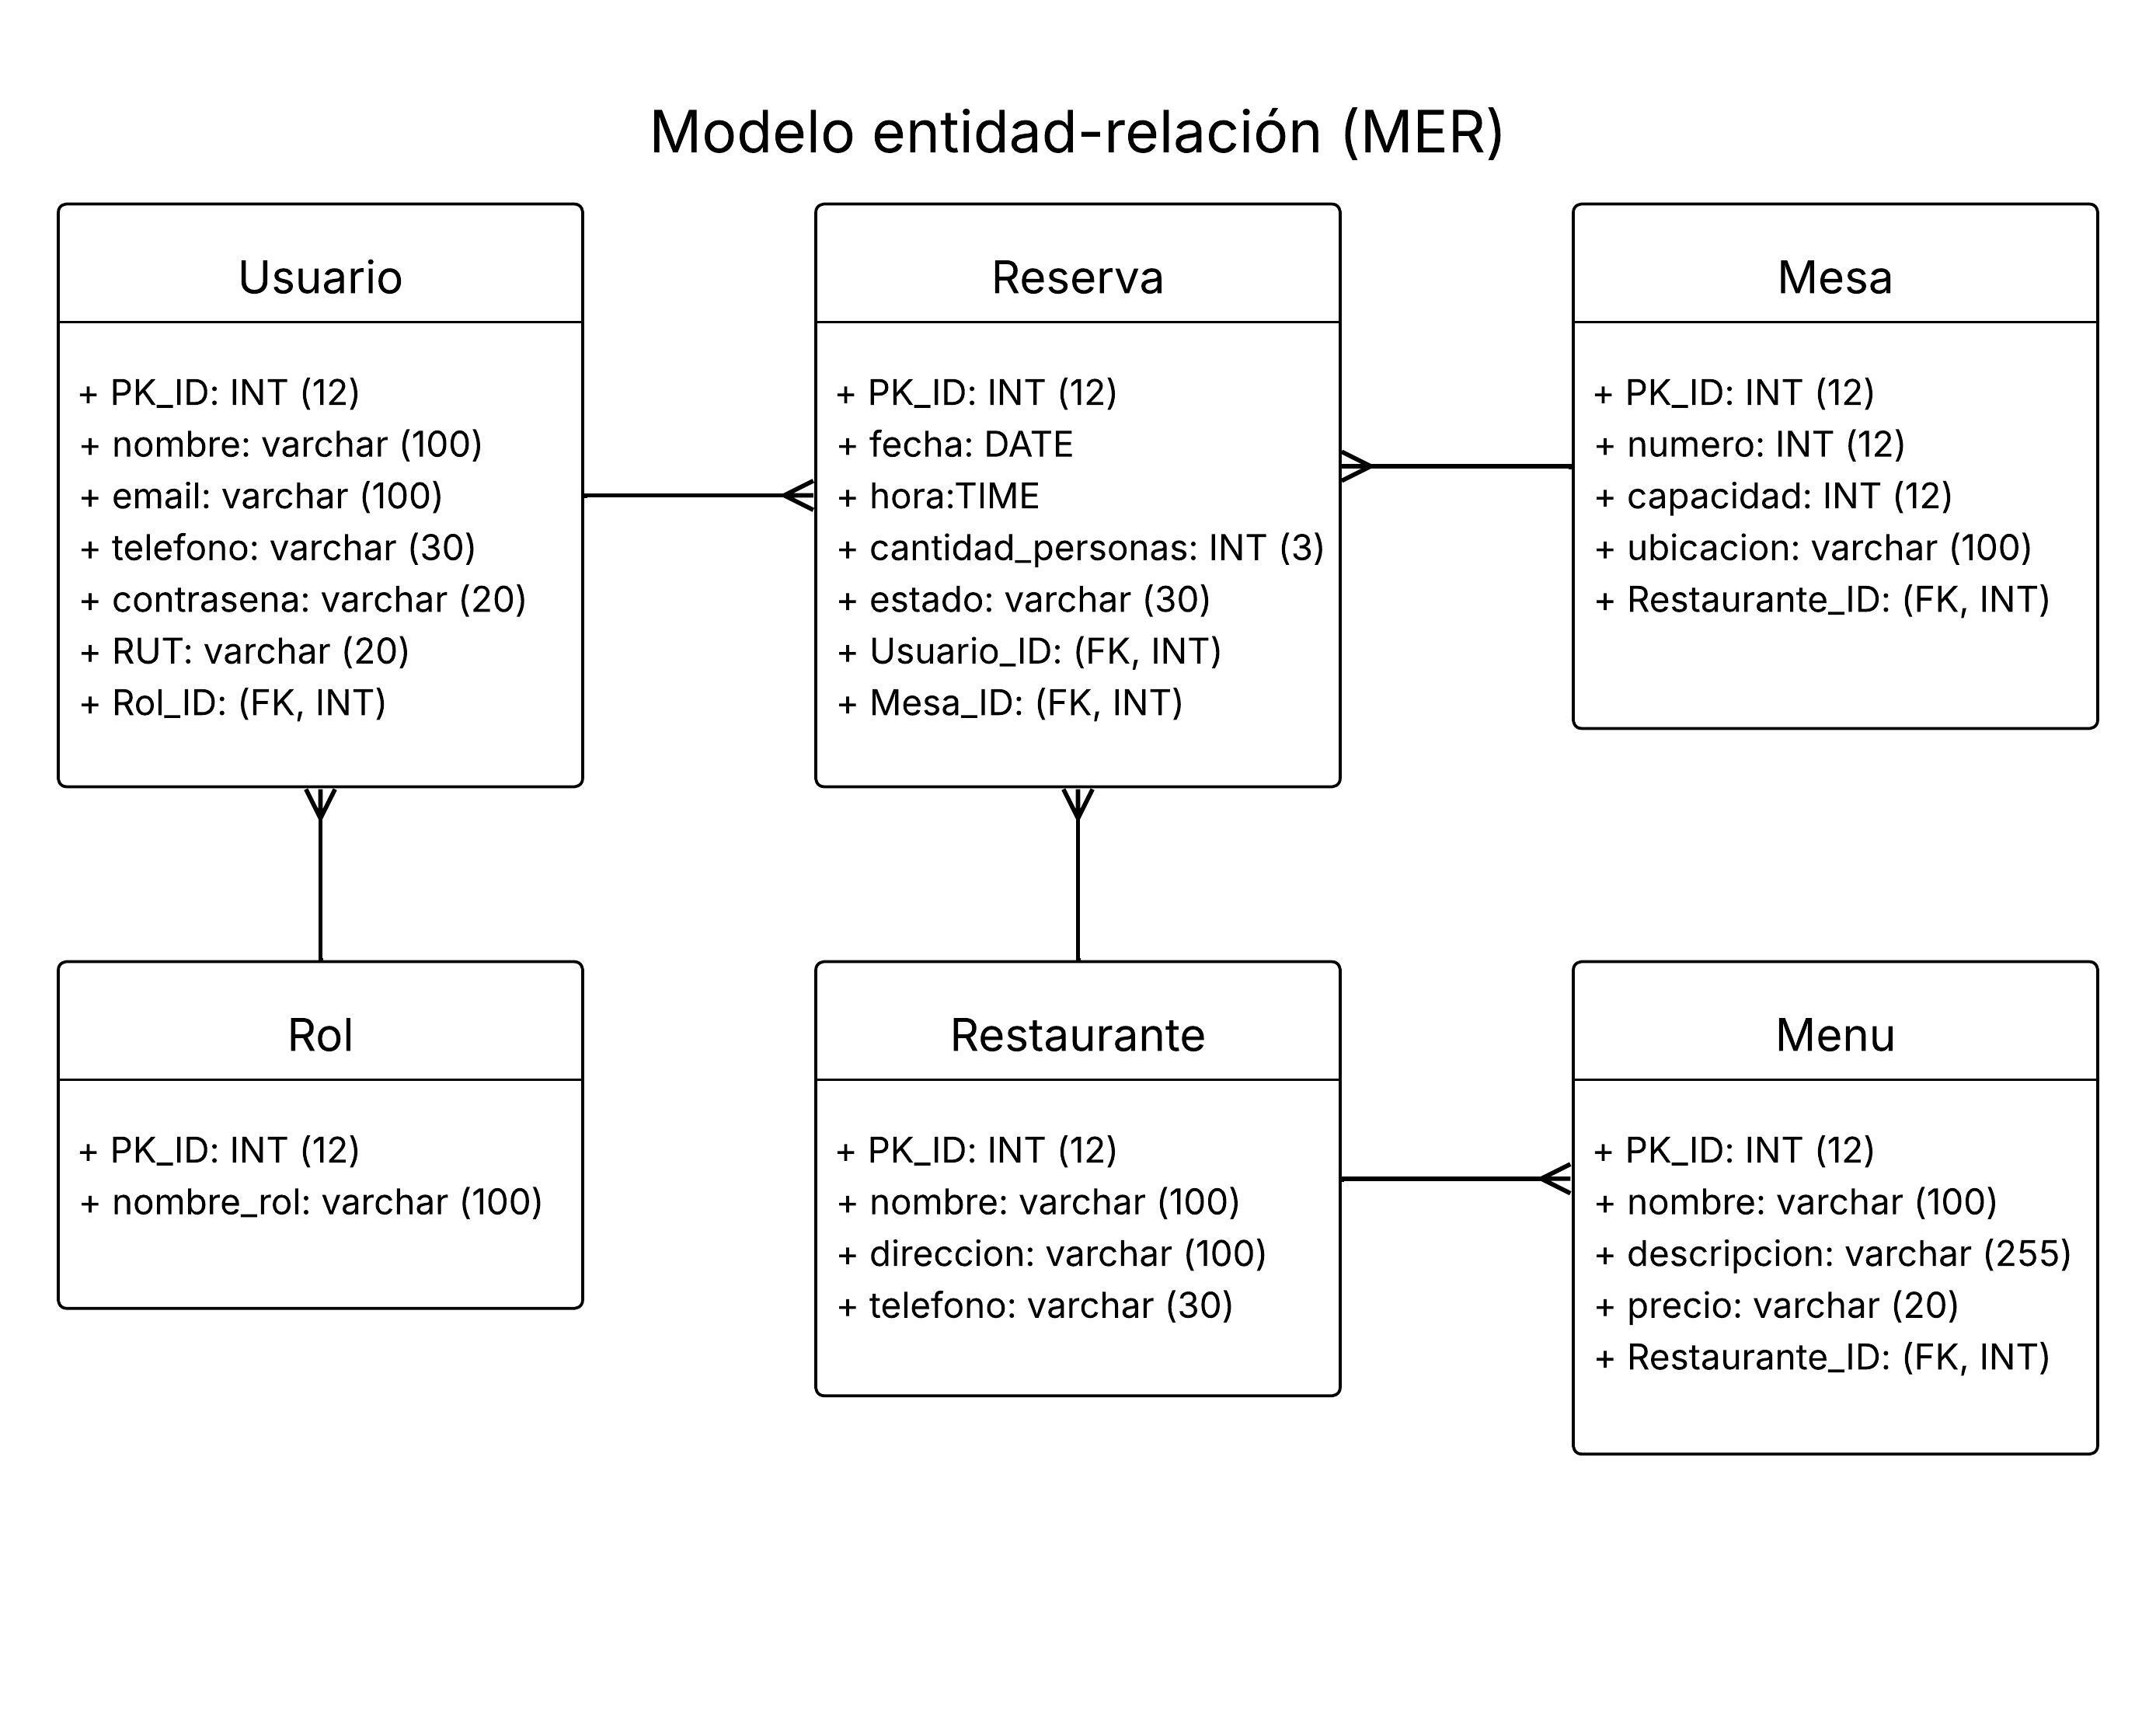 Modelo entidad-relación (MER)
Usuario
+ PK_ID: INT (12)
+ nombre: varchar (100)
+ email: varchar (100)
+ telefono: varchar (30)
+ contrasena: varchar (20)
+ RUT: varchar (20)
+ Rol_ID: (FK, INT)
Reserva
+ PK_ID: INT (12)
+ fecha: DATE
+ hora:TIME
+ cantidad_personas: INT (3)
+ estado: varchar (30)
+ Usuario_ID: (FK, INT)
+ Mesa_ID: (FK, INT)
Mesa
+ PK_ID: INT (12)
+ numero: INT (12)
+ capacidad: INT (12)
+ ubicacion: varchar (100)
+ Restaurante_ID: (FK, INT)
Rol
+ PK_ID: INT (12)
+ nombre_rol: varchar (100)
Restaurante
+ PK_ID: INT (12)
+ nombre: varchar (100)
+ direccion: varchar (100)
+ telefono: varchar (30)
Menu
+ PK_ID: INT (12)
+ nombre: varchar (100)
+ descripcion: varchar (255)
+ precio: varchar (20)
+ Restaurante_ID: (FK, INT)